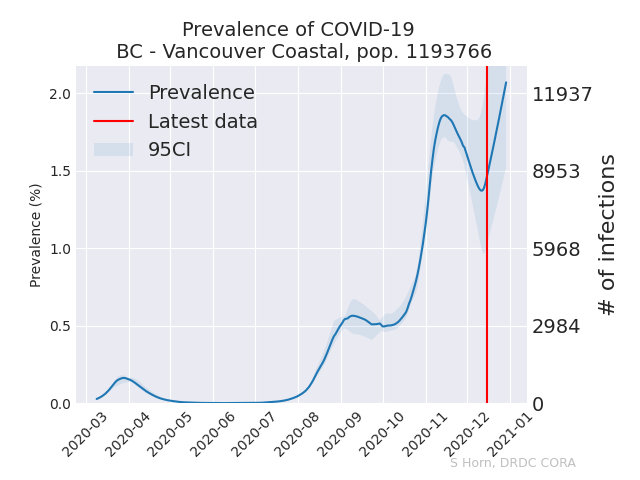 Prevalence of COVID-19
BC - Vancouver Coastal, pop. 1193766
Prevalence
Latest data
95CI
Prevalence (%)
2.0
1.5
1.0
0.5
0.0
11937
8953
5968
2984
0
# of infections
2020-03
2020-04
2020-05
2020-06
2020-07
2020-08
2020-09
2020-10
2020-11
2020-12
2021-01
S Horn, DRDC CORA